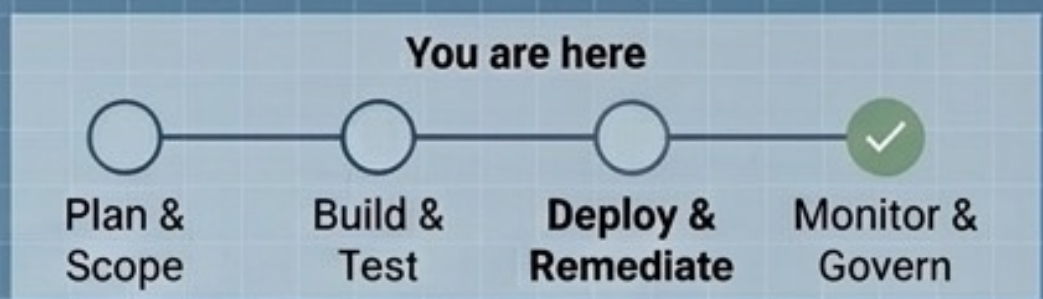 You are here
Plan &
Scope
Build &
Test
Deploy &
Remediate
Monitor &
Govern